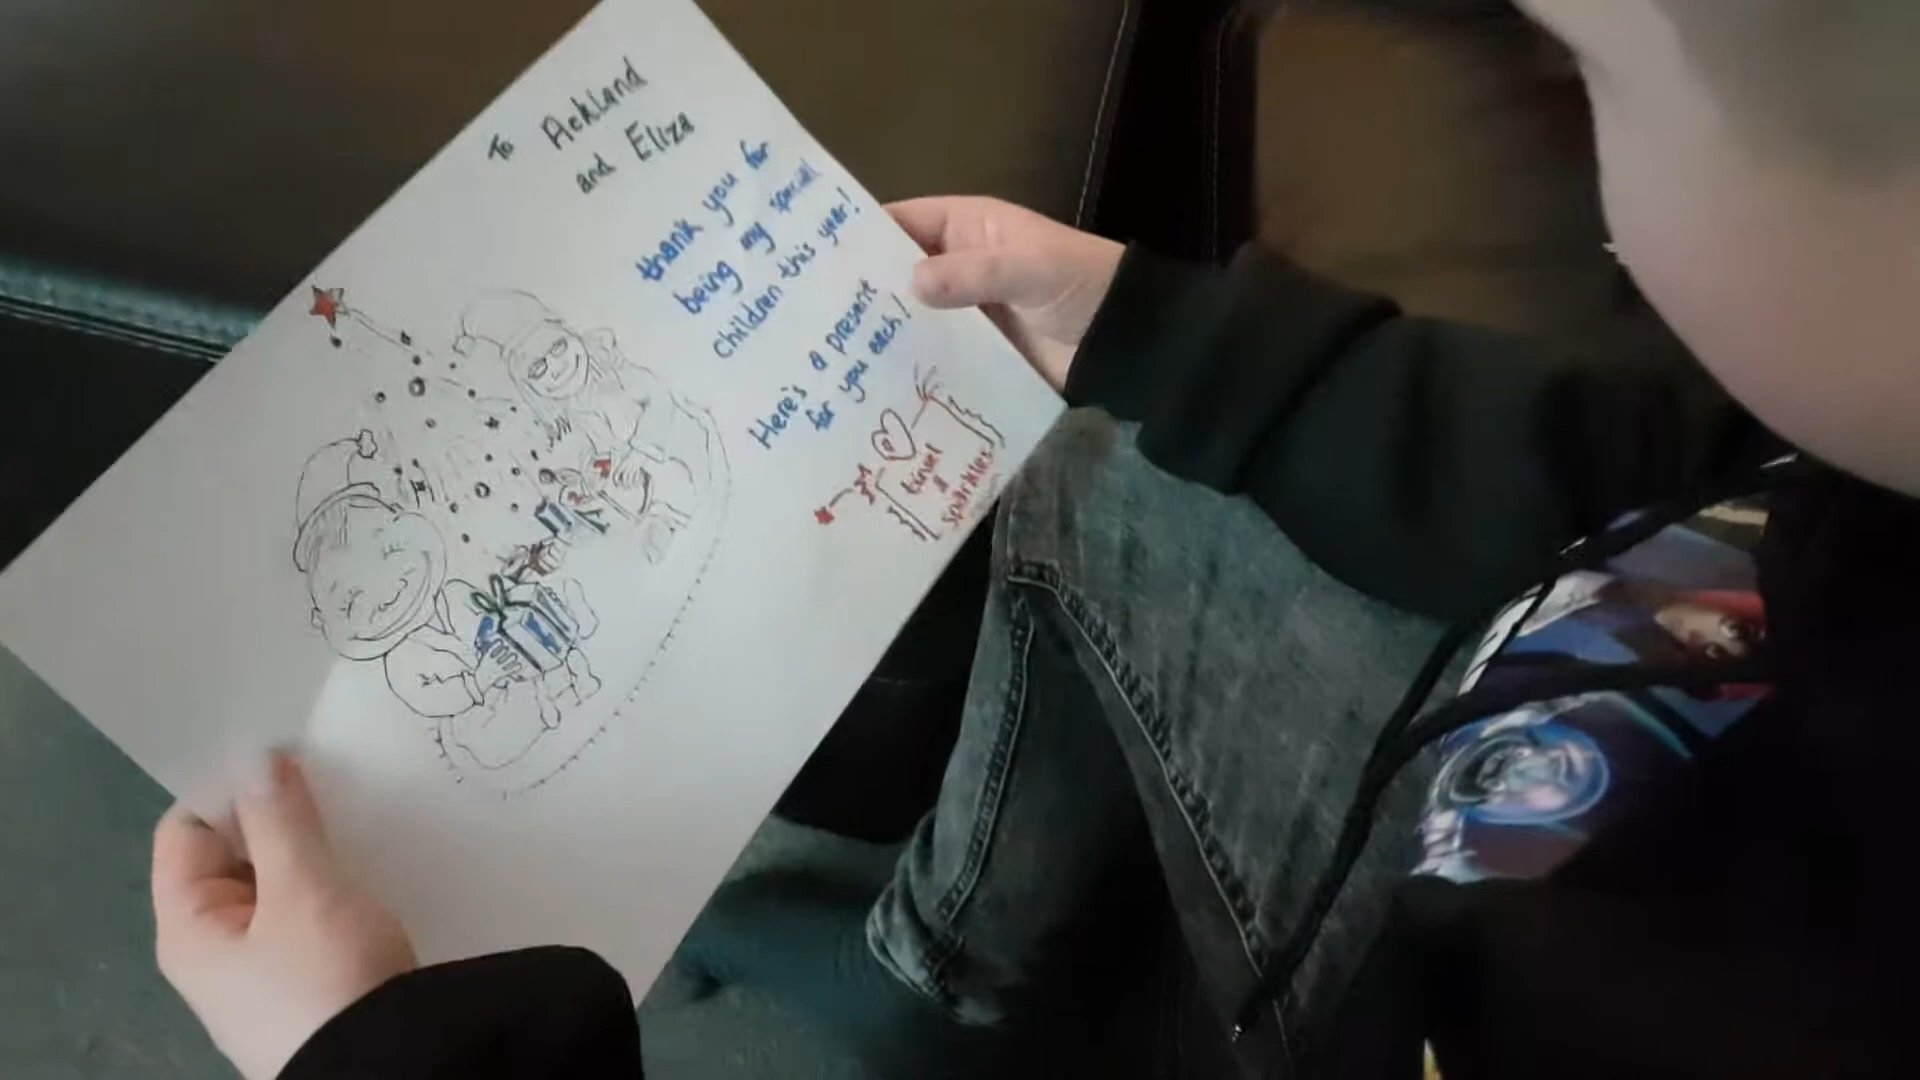 To Ackland
and Eliza
thank you for
being my special
children this year!
Here's a present
for you each!
tinsel
&
sparkles